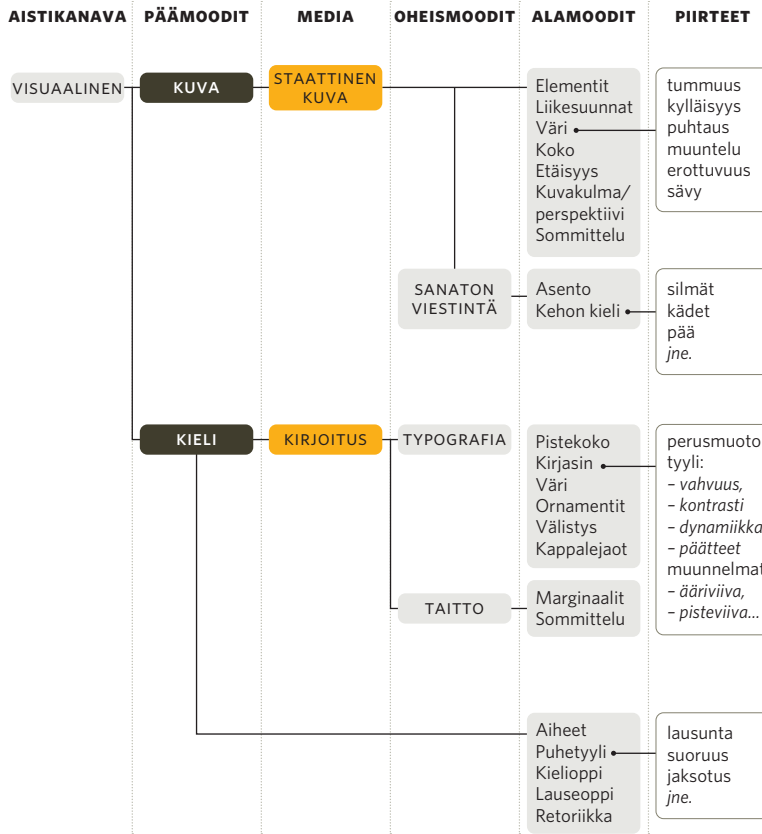 AISTIKANAVA PÄÄMOODIT MEDIA OHEISMOODIT ALAMOODIT PIIRTEET
VISUAALINEN
KUVA
STAATTINEN
KUVA
Elementit
Liikesuunnat
Väri
Koko
Etäisyys
Kuvakulma/
perspektiivi
Sommittelu
tummuus
kylläisyys
puhtaus
muuntelu
erottuvuus
sävy
SANATON
VIESTINTÄ
Asento
Kehon kieli
silmät
kädet
pää
jne.
KIELI
KIRJOITUS
TYPOGRAFIA
Pistekoko
Kirjasin
Väri
Ornamentit
Välistys
Kappalejaot
perusmuoto
tyyli:
– vahvuus,
– kontrasti
– dynamiikka
– päätteet
muunnelmat
– ääriviiva,
– pisteviiva...
TAITTO
Marginaalit
Sommittelu
Aiheet
Puhetyyli
Kielioppi
Lauseoppi
Retoriikka
lausunta
suoruus
jaksotus
jne.